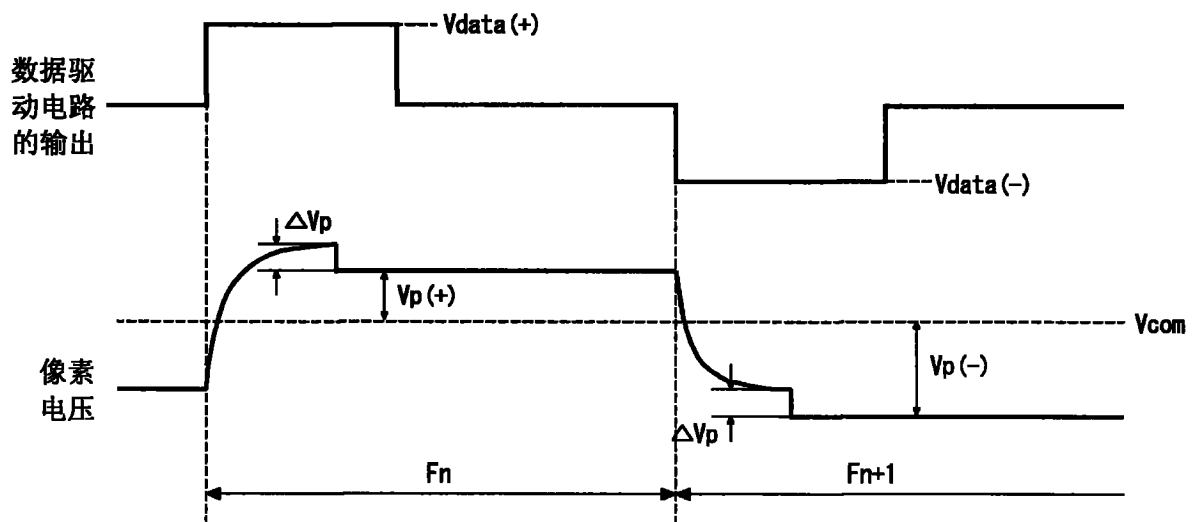 Vdata(+)
数据驱
动电路
的输出
Vdata(-)
△Vp
Vp(+)
Vcom
像素
电压
Vp(-)
△Vp
Fn
Fn+1